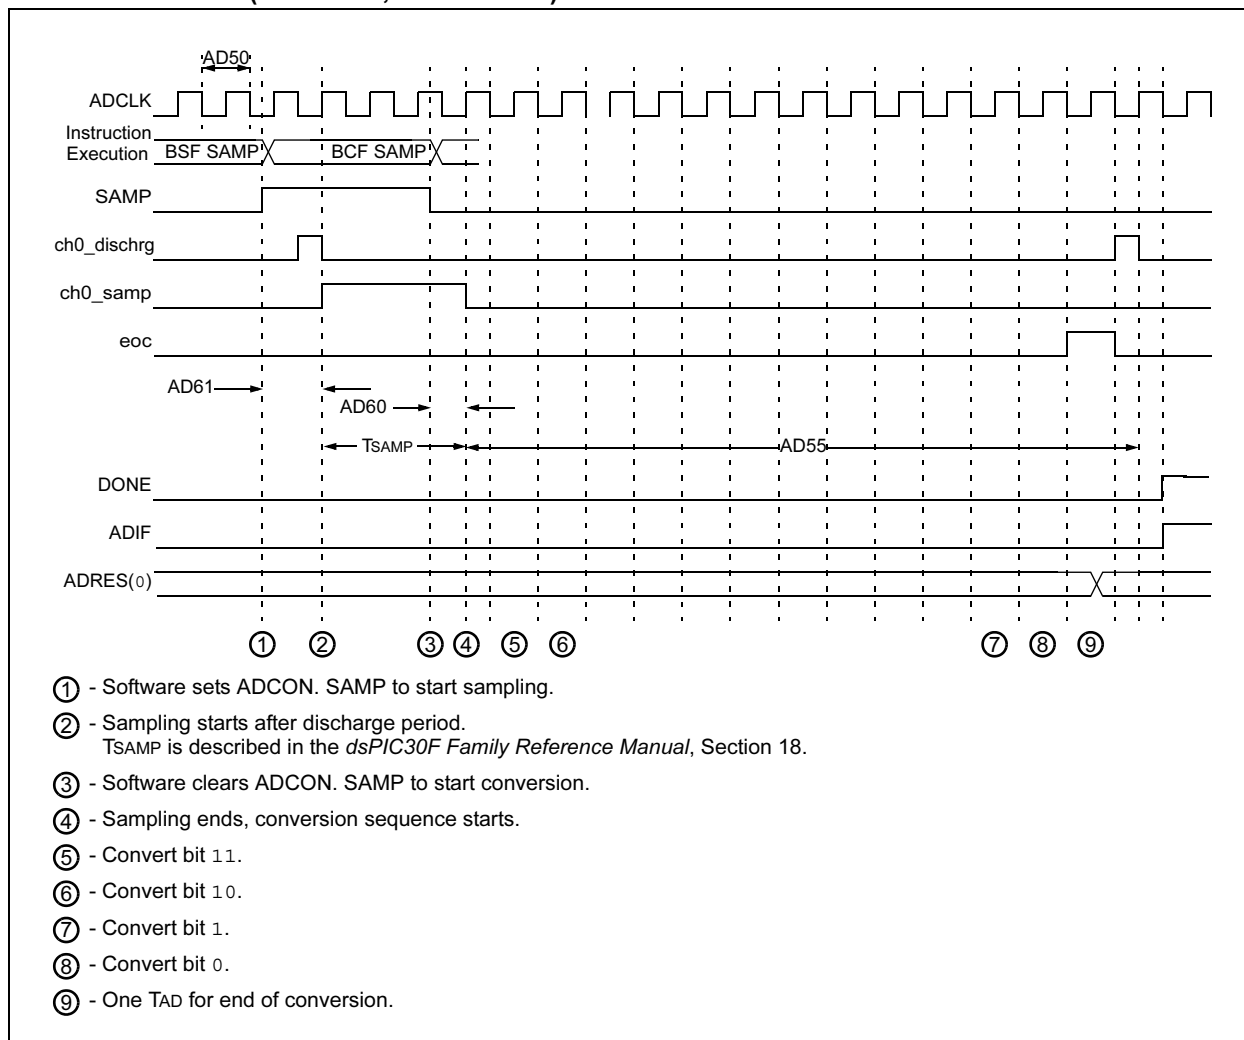 AD50
ADCLK
Instruction
Execution
BSF SAMP
BCF SAMP
SAMP
ch0_dischrg
ch0_samp
eoc
AD61
AD60
TSAMP
AD55
DONE
ADIF
ADRES(0)
1 2 3 4 5 6 7 8 9
1 - Software sets ADCON. SAMP to start sampling.
2 - Sampling starts after discharge period.
TSAMP is described in the dsPIC30F Family Reference Manual, Section 18.
3 - Software clears ADCON. SAMP to start conversion.
4 - Sampling ends, conversion sequence starts.
5 - Convert bit 11.
6 - Convert bit 10.
7 - Convert bit 1.
8 - Convert bit 0.
9 - One TAD for end of conversion.